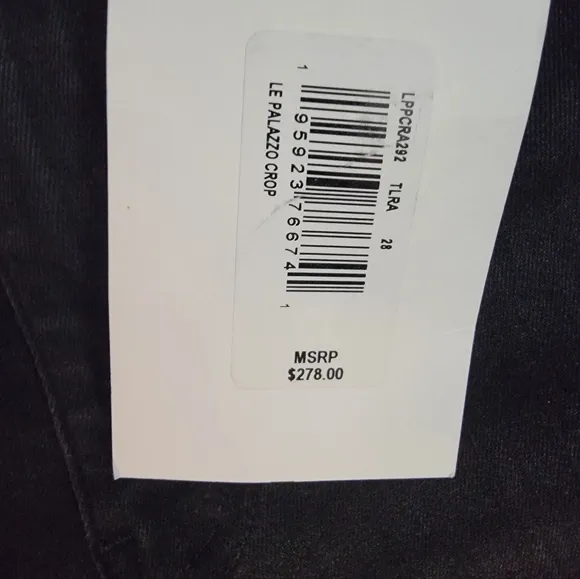 LPPCRA292 TLRA 28
1 95923 76674 1
LE PALAZZO CROP
MSRP
$278.00